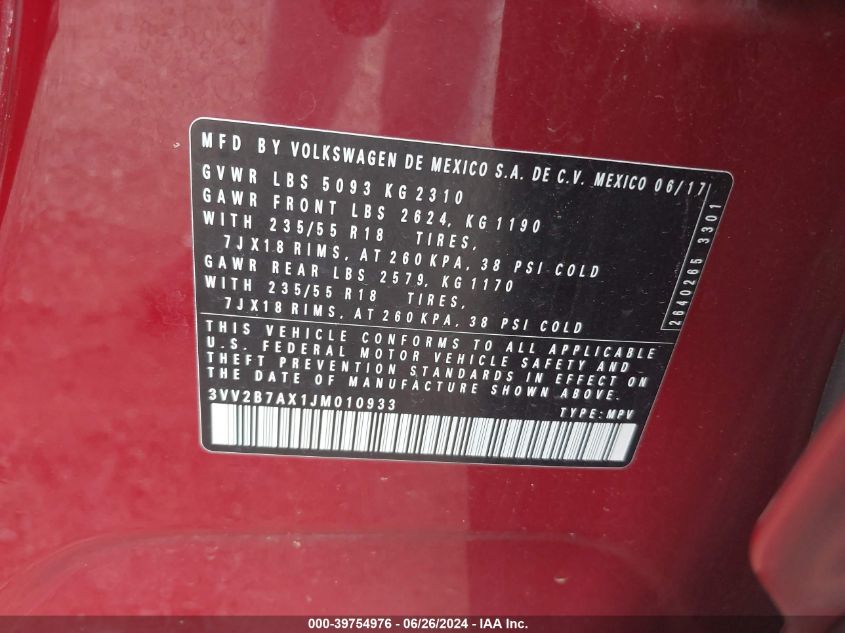 MFD BY VOLKSWAGEN DE MEXICO S.A. DE C.V. MEXICO 06/17
GVWR LBS 5093 KG 2310
GAWR FRONT LBS 2624, KG 1190
WITH 235/55 R18 TIRES,
7JX18 RIMS, AT 260 KPA, 38 PSI COLD
GAWR REAR LBS 2579, KG 1170
WITH 235/55 R18 TIRES,
7JX18 RIMS, AT 260 KPA, 38 PSI COLD
2640265 3301
THIS VEHICLE CONFORMS TO ALL APPLICABLE
U.S. FEDERAL MOTOR VEHICLE SAFETY AND
THEFT PREVENTION STANDARDS IN EFFECT ON
THE DATE OF MANUFACTURE SHOWN ABOVE.
3VV2B7AX1JM010933 TYPE: MPV
000-39754976 - 06/26/2024 - IAA Inc.